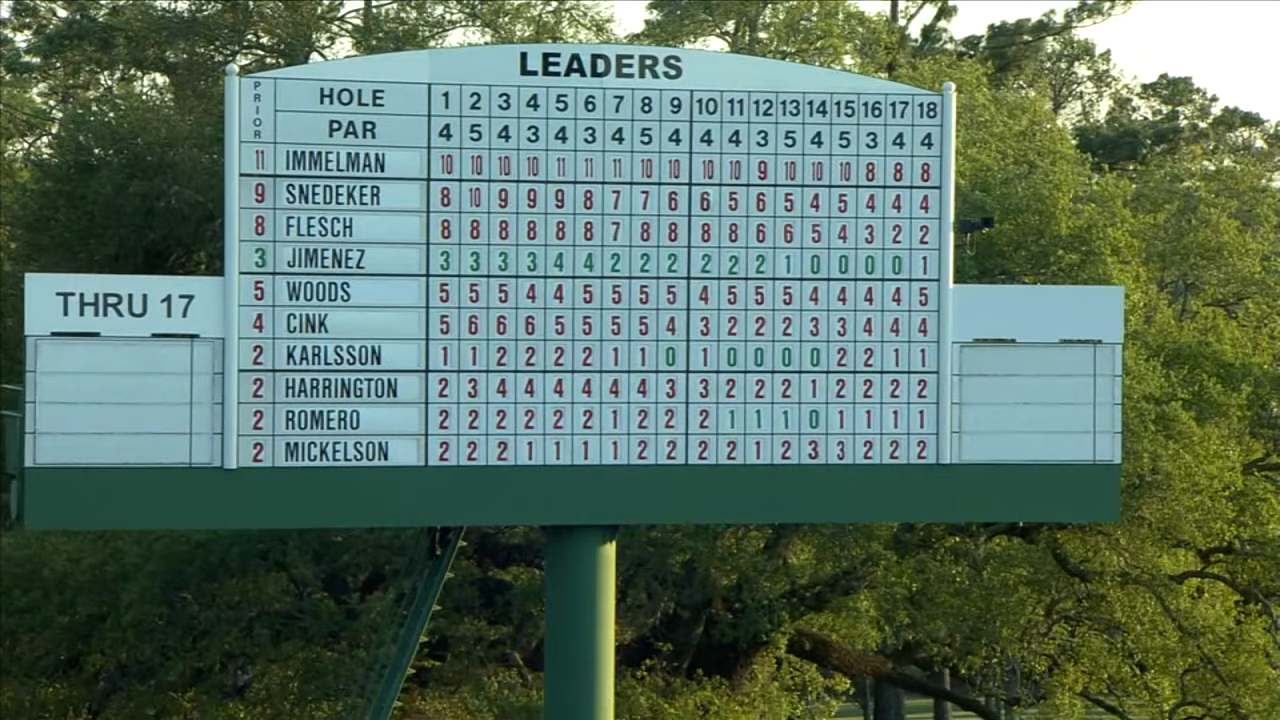 LEADERS
PRIOR HOLE 1 2 3 4 5 6 7 8 9 10 11 12 13 14 15 16 17 18
PAR 4 5 4 3 4 3 4 5 4 4 4 3 5 4 5 3 4 4
11 IMMELMAN 10 10 10 10 11 11 11 10 10 10 10 9 10 10 10 8 8 8
9 SNEDEKER 8 10 9 9 9 8 7 7 6 6 5 6 5 4 5 4 4 4
8 FLESCH 8 8 8 8 8 8 7 8 8 8 8 6 6 5 4 3 2 2
3 JIMENEZ 3 3 3 3 4 4 2 2 2 2 2 2 1 0 0 0 0 1
THRU 17
5 WOODS 5 5 5 4 4 5 5 5 5 4 5 5 5 4 4 4 4 5
4 CINK 5 6 6 6 5 5 5 5 4 3 2 2 2 3 3 4 4 4
2 KARLSSON 1 1 2 2 2 2 1 1 0 1 0 0 0 0 2 2 1 1
2 HARRINGTON 2 3 4 4 4 4 4 4 3 3 2 2 2 1 2 2 2 2
2 ROMERO 2 2 2 2 2 2 1 2 2 2 1 1 1 0 1 1 1 1
2 MICKELSON 2 2 2 1 1 1 1 2 2 2 2 1 2 3 3 2 2 2